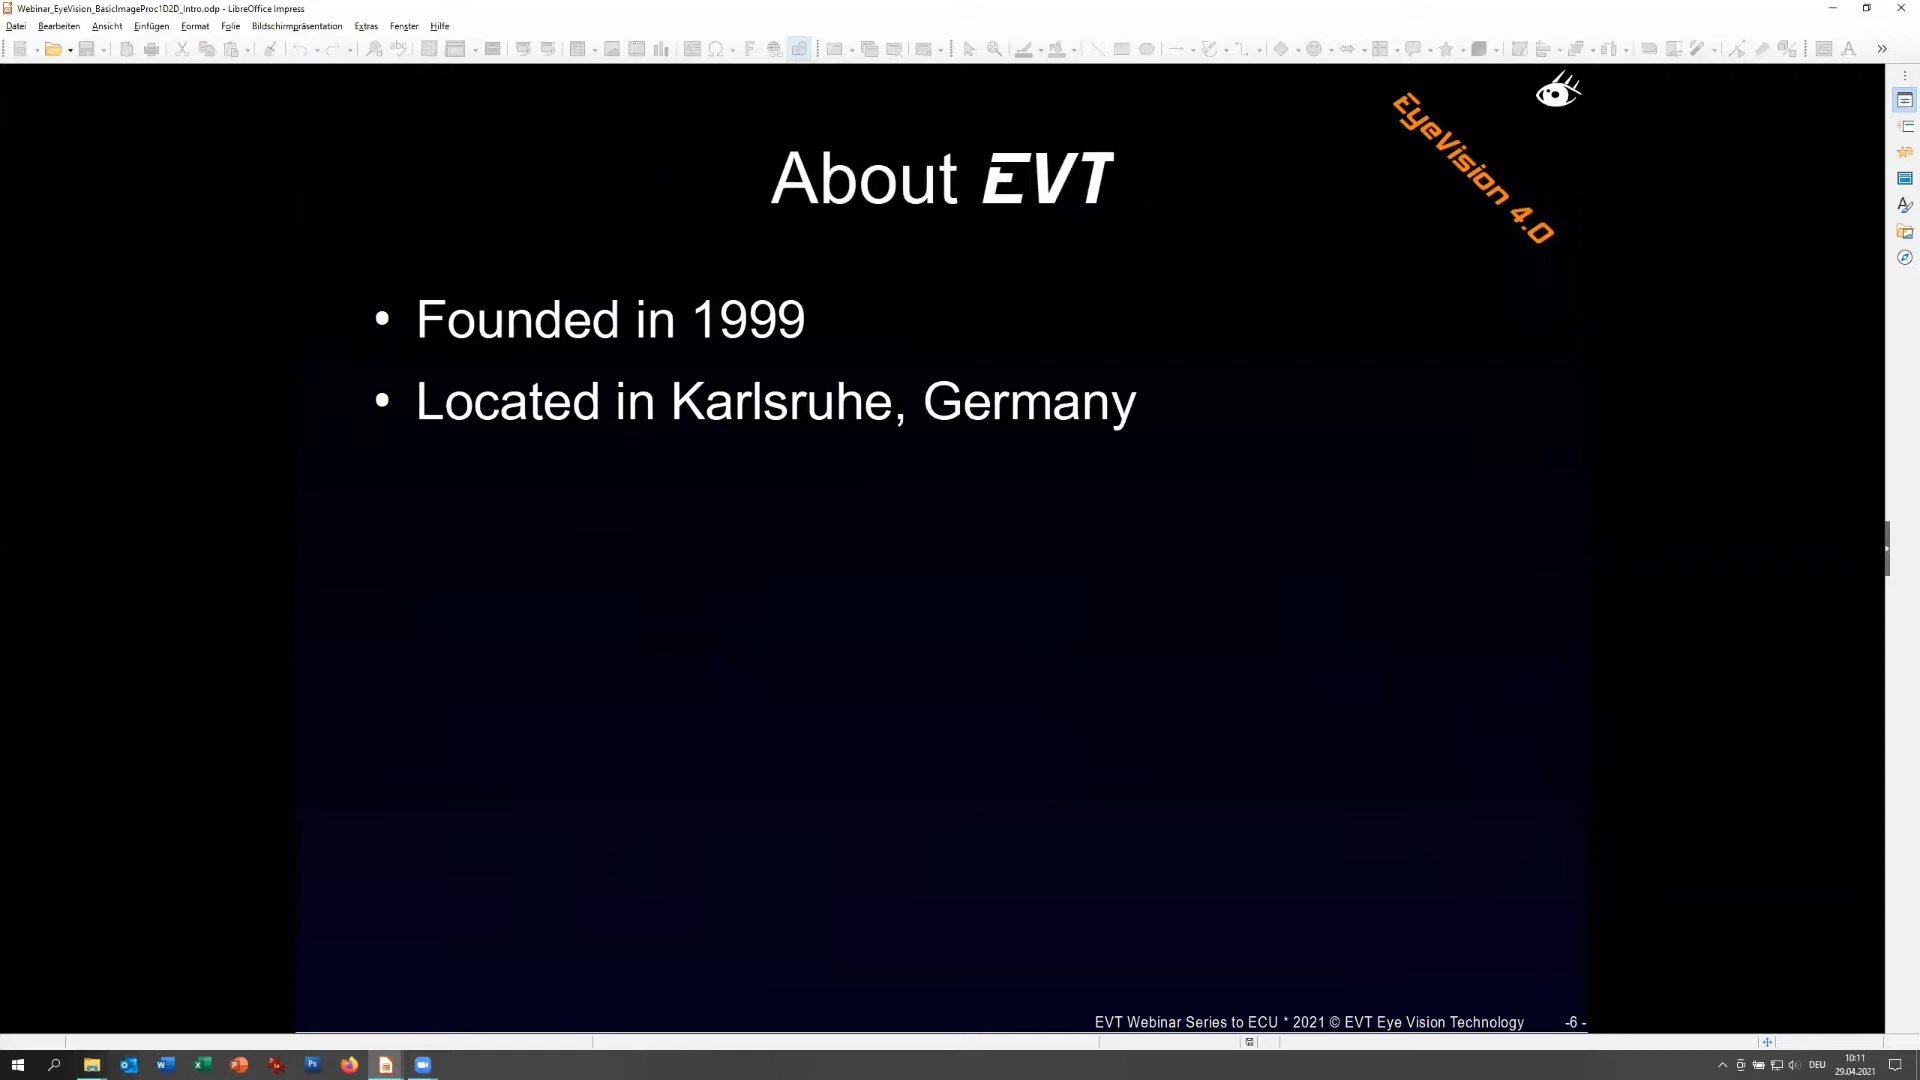 Webinar_EyeVision_BasicImageProc1D2D_Intro.odp - LibreOffice Impress
Datei Bearbeiten Ansicht Einfügen Format Folie Bildschirmpräsentation Extras Fenster Hilfe
EyeVision 4.0
About EVT
• Founded in 1999
• Located in Karlsruhe, Germany
EVT Webinar Series to ECU * 2021 © EVT Eye Vision Technology -6 -
DEU
10:11
29.04.2021